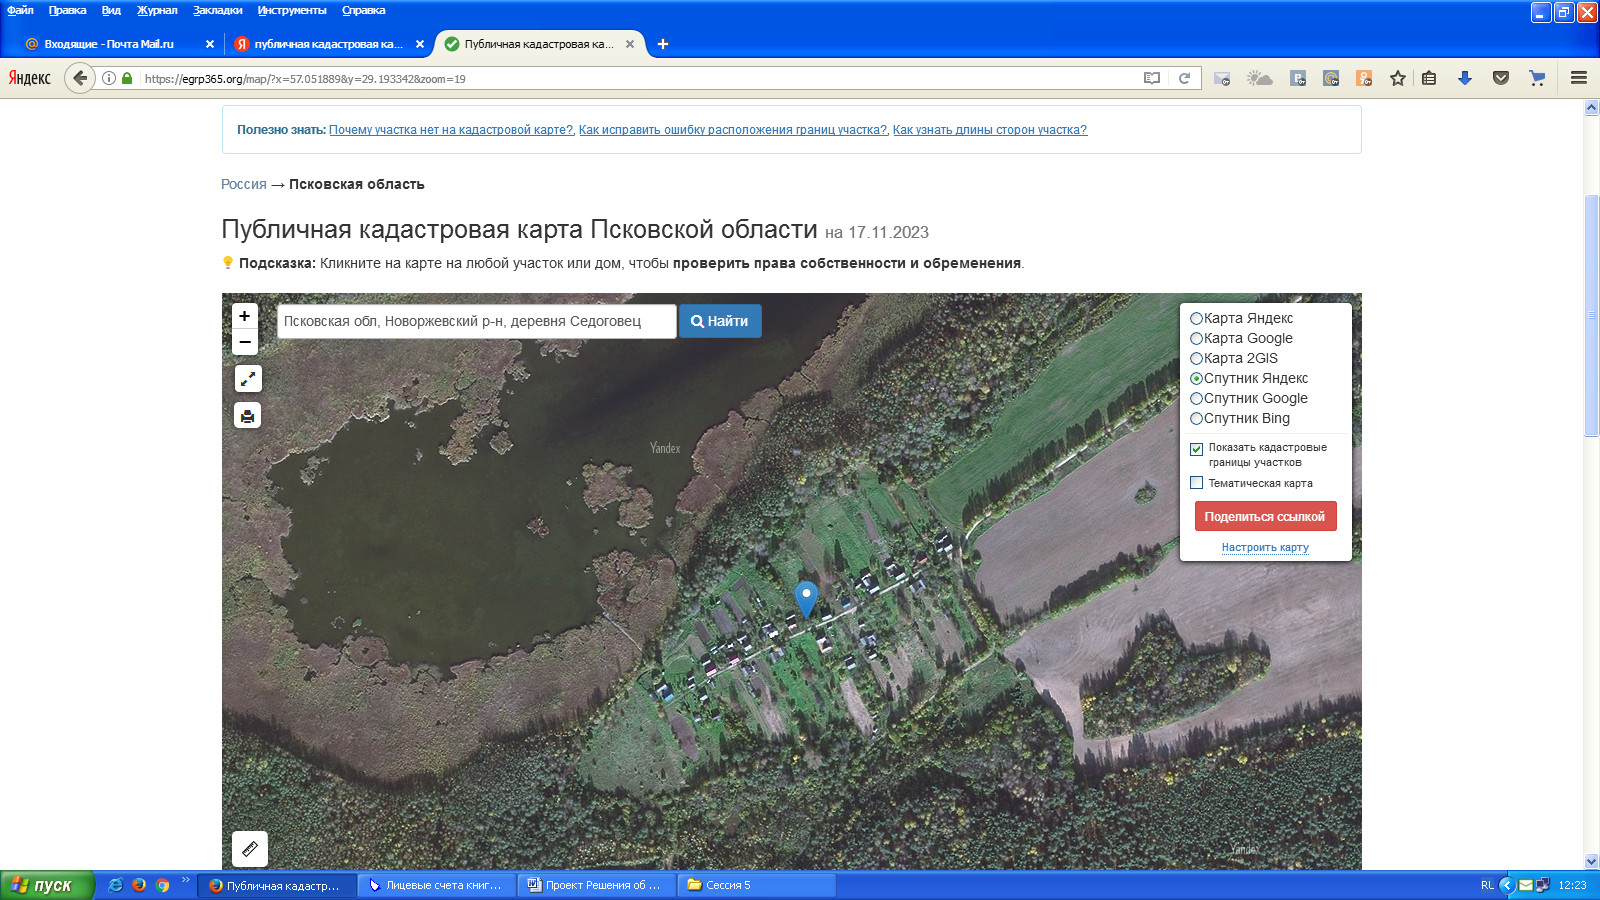 Файл Правка Вид Журнал Закладки Инструменты Справка
Входящие - Почта Mail.ru
публичная кадастровая ка...
Публичная кадастровая ка...
Яндекс
https://egrp365.org/map/?x=57.051889&y=29.193342&zoom=19
Полезно знать: Почему участка нет на кадастровой карте?, Как исправить ошибку расположения границ участка?, Как узнать длины сторон участка?
Россия → Псковская область
Публичная кадастровая карта Псковской области на 17.11.2023
Подсказка: Кликните на карте на любой участок или дом, чтобы проверить права собственности и обременения.
+
−
Псковская обл, Новоржевский р-н, деревня Седоговец
Найти
Карта Яндекс
Карта Google
Карта 2GIS
Спутник Яндекс
Спутник Google
Спутник Bing
Показать кадастровые
границы участков
Тематическая карта
Поделиться ссылкой
Настроить карту
Yandex
Yandex
пуск
Публичная кадастр...
Лицевые счета книг...
Проект Решения об ...
Сессия 5
RL
12:23